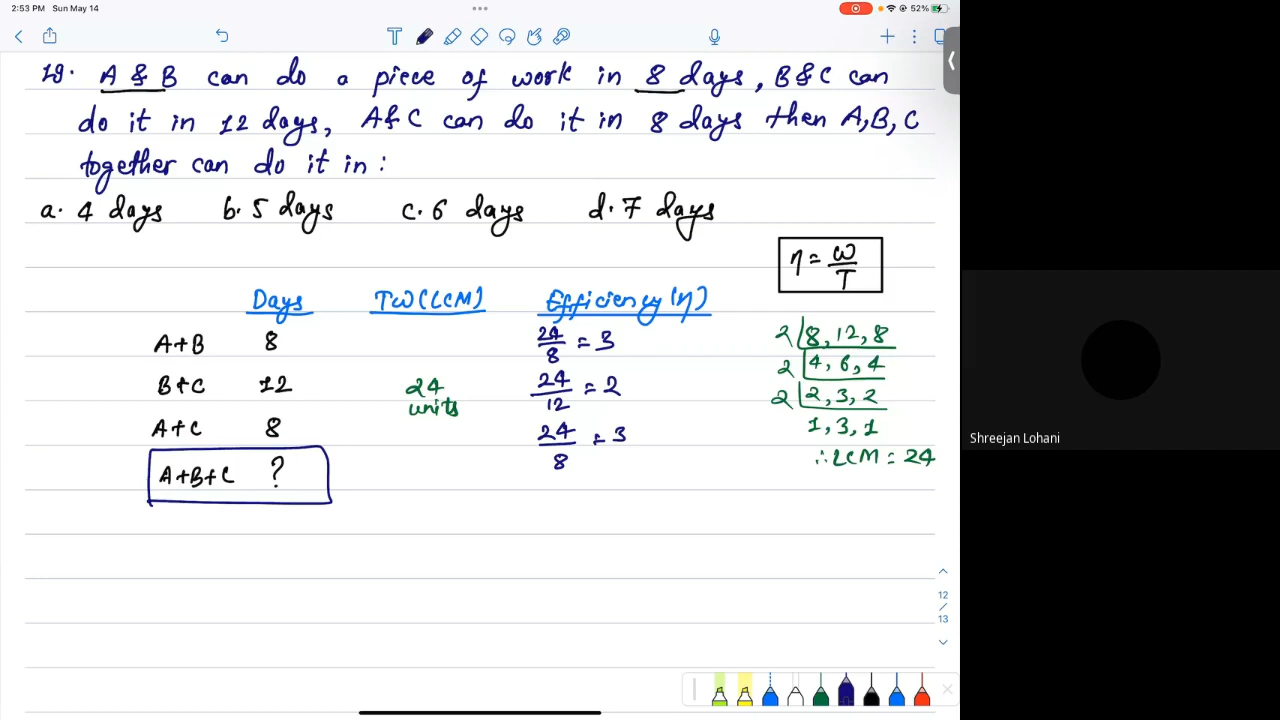 2:53 PM Sun May 14
52%
19. A & B can do a piece of work in 8 days, B & C can
do it in 12 days, A & C can do it in 8 days then A, B, C
together can do it in :
a. 4 days b. 5 days c. 6 days d. 7 days
η = ω/T
Days TW(LCM) Efficiency(η)
A+B 8 24/8 = 3
B+C 12 24 units 24/12 = 2
A+C 8 24/8 = 3
A+B+C ?
2 | 8, 12, 8
2 | 4, 6, 4
2 | 2, 3, 2
1, 3, 1
∴ LCM = 24
Shreejan Lohani
12
/
13